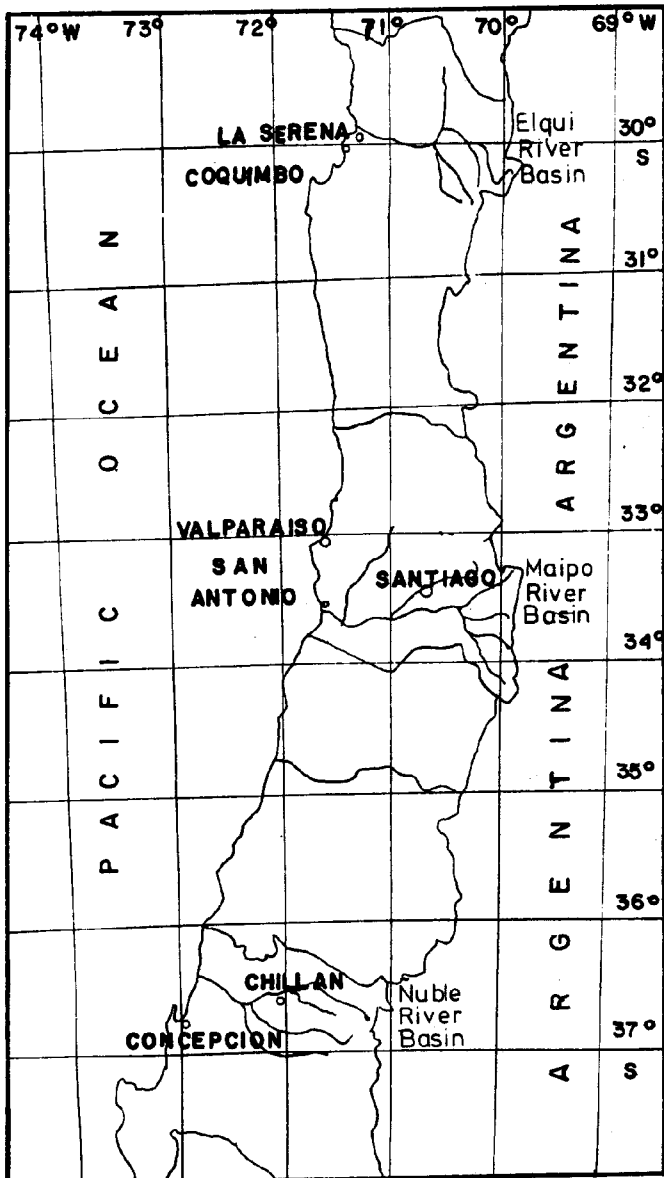 74°W 73° 72° 71° 70° 69°W
LA SERENA
COQUIMBO
Elqui
River
Basin
30°
S
31°
32°
33°
34°
35°
36°
37°
S
PACIFIC OCEAN
ARGENTINA
ARGENTINA
VALPARAISO
SAN
ANTONIO
SANTIAGO
Maipo
River
Basin
CHILLAN
CONCEPCION
Nuble
River
Basin